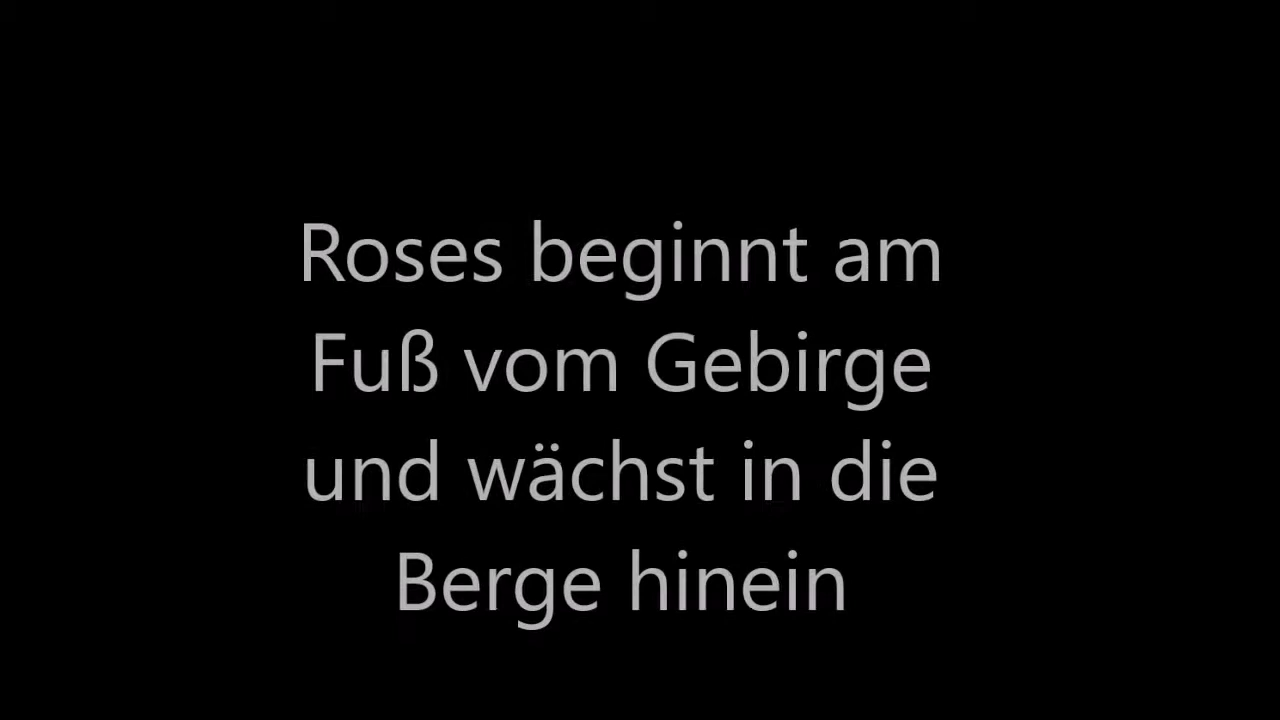 Roses beginnt am
Fuß vom Gebirge
und wächst in die
Berge hinein